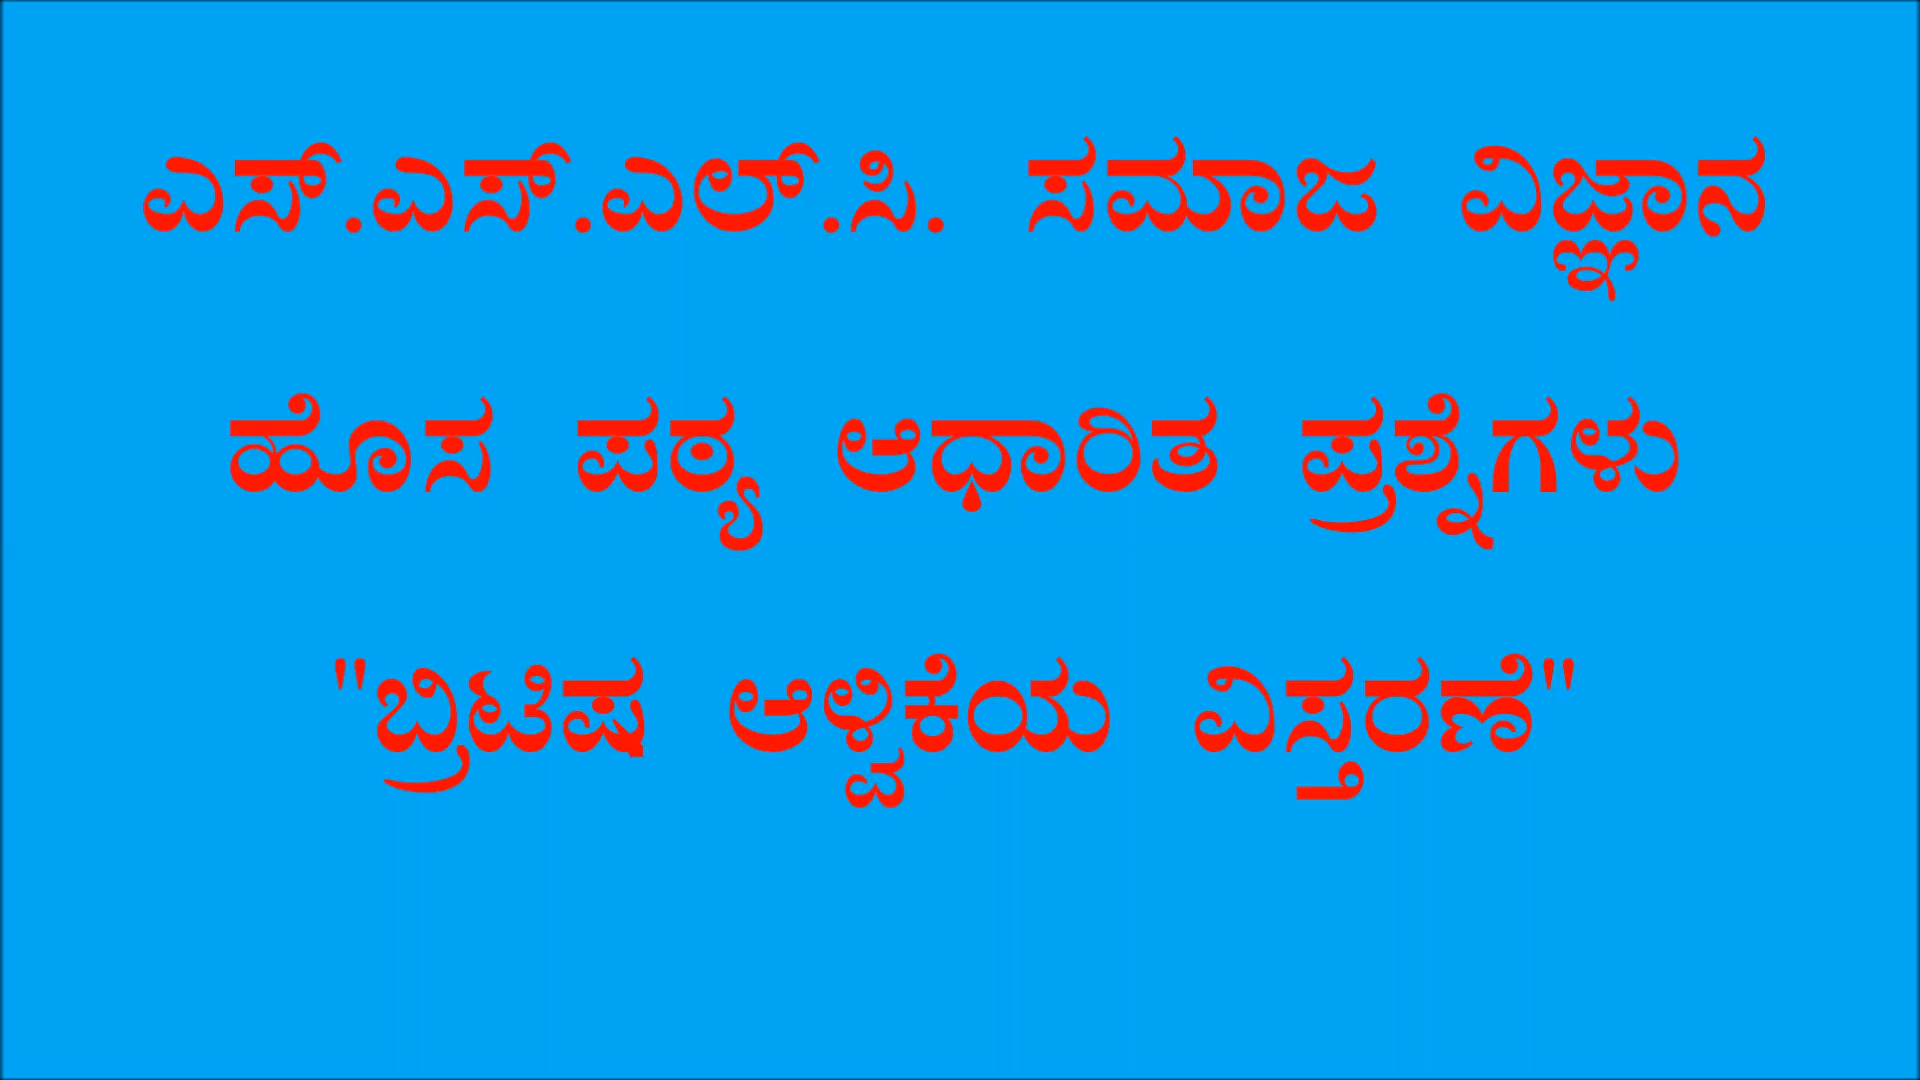 ಎಸ್.ಎಸ್.ಎಲ್.ಸಿ. ಸಮಾಜ ವಿಜ್ಞಾನ
ಹೊಸ ಪಠ್ಯ ಆಧಾರಿತ ಪ್ರಶ್ನೆಗಳು
"ಬ್ರಿಟಿಷ ಆಳ್ವಿಕೆಯ ವಿಸ್ತರಣೆ"